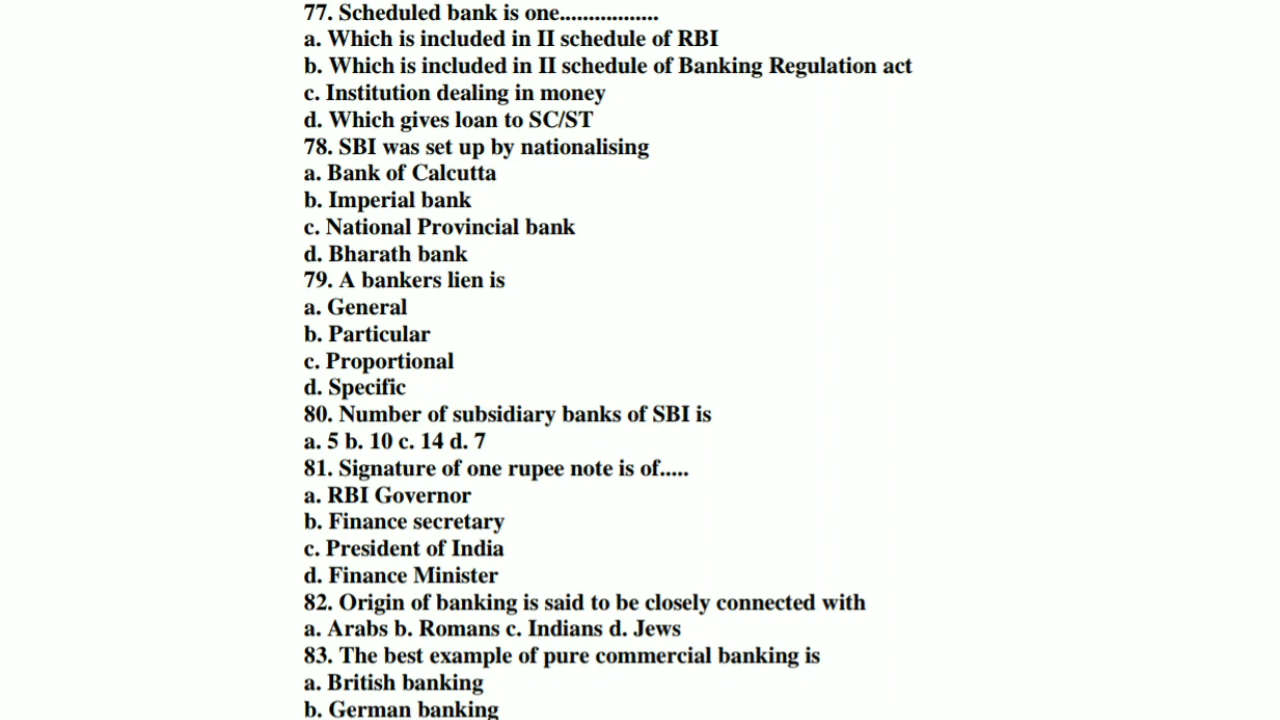 77. Scheduled bank is one.................
a. Which is included in II schedule of RBI
b. Which is included in II schedule of Banking Regulation act
c. Institution dealing in money
d. Which gives loan to SC/ST
78. SBI was set up by nationalising
a. Bank of Calcutta
b. Imperial bank
c. National Provincial bank
d. Bharath bank
79. A bankers lien is
a. General
b. Particular
c. Proportional
d. Specific
80. Number of subsidiary banks of SBI is
a. 5 b. 10 c. 14 d. 7
81. Signature of one rupee note is of.....
a. RBI Governor
b. Finance secretary
c. President of India
d. Finance Minister
82. Origin of banking is said to be closely connected with
a. Arabs b. Romans c. Indians d. Jews
83. The best example of pure commercial banking is
a. British banking
b. German banking